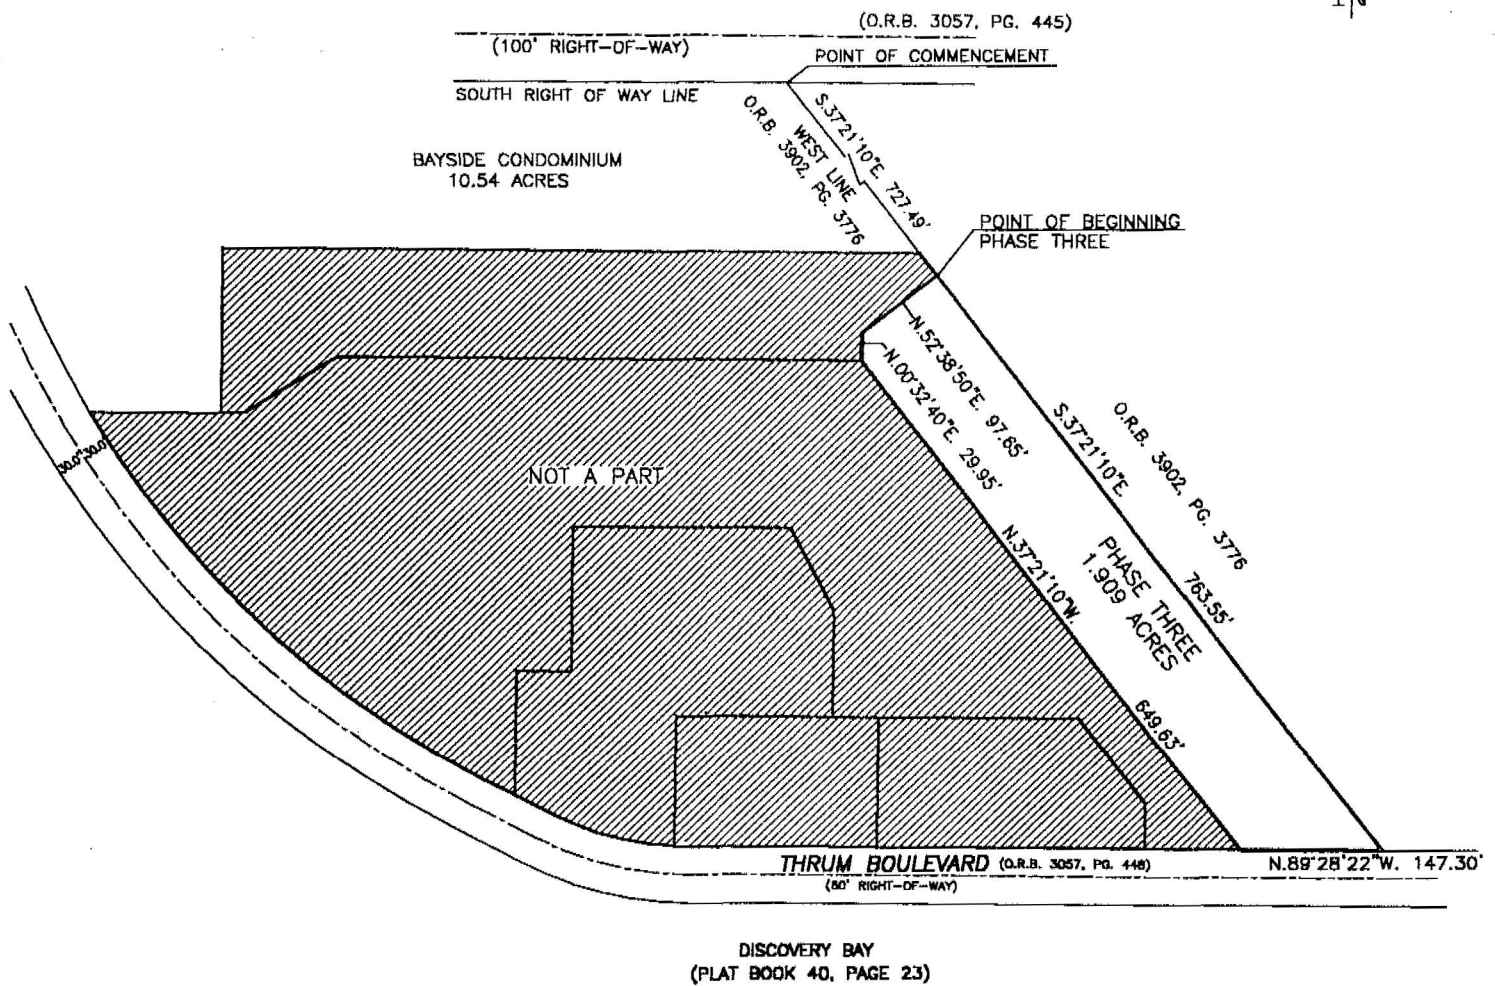 N
(O.R.B. 3057, PG. 445)
(100' RIGHT-OF-WAY)
POINT OF COMMENCEMENT
SOUTH RIGHT OF WAY LINE
S.37°21'10"E. 727.49'
WEST LINE
O.R.B. 3902, PG. 3776
BAYSIDE CONDOMINIUM
10.54 ACRES
POINT OF BEGINNING
PHASE THREE
N.52°38'50"E. 97.65'
N.00°32'40"E. 29.95'
S.37°21'10"E. 763.55'
O.R.B. 3902, PG. 3776
30.0' 30.0'
NOT A PART
N.37°21'10"W. 649.63'
PHASE THREE
1.909 ACRES
THRUM BOULEVARD (O.R.B. 3057, PG. 448)
N.89°28'22"W. 147.30'
RIGHT-OF-WAY)
DISCOVERY BAY
(PLAT BOOK 40, PAGE 23)